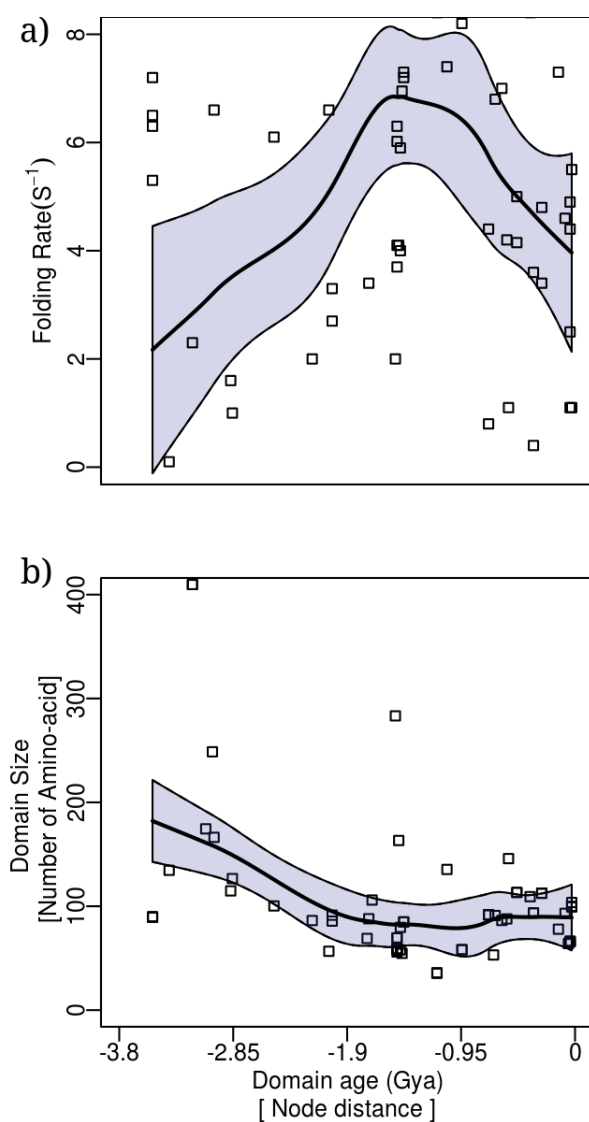 a)
8
6
4
2
0
Folding Rate(S⁻¹)
b)
400
300
200
100
0
Domain Size
[Number of Amino-acid]
-3.8 -2.85 -1.9 -0.95 0
Domain age (Gya)
[ Node distance ]